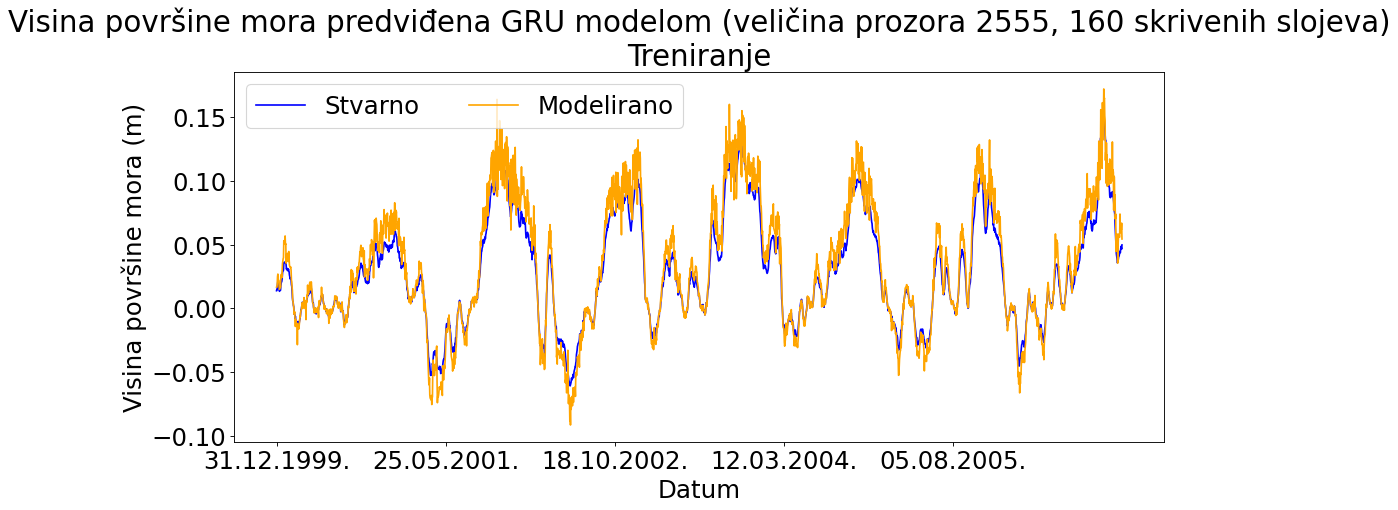 Visina površine mora predviđena GRU modelom (veličina prozora 2555, 160 skrivenih slojeva)
Treniranje
Stvarno Modelirano
Visina površine mora (m)
0.15
0.10
0.05
0.00
−0.05
−0.10
31.12.1999. 25.05.2001. 18.10.2002. 12.03.2004. 05.08.2005.
Datum